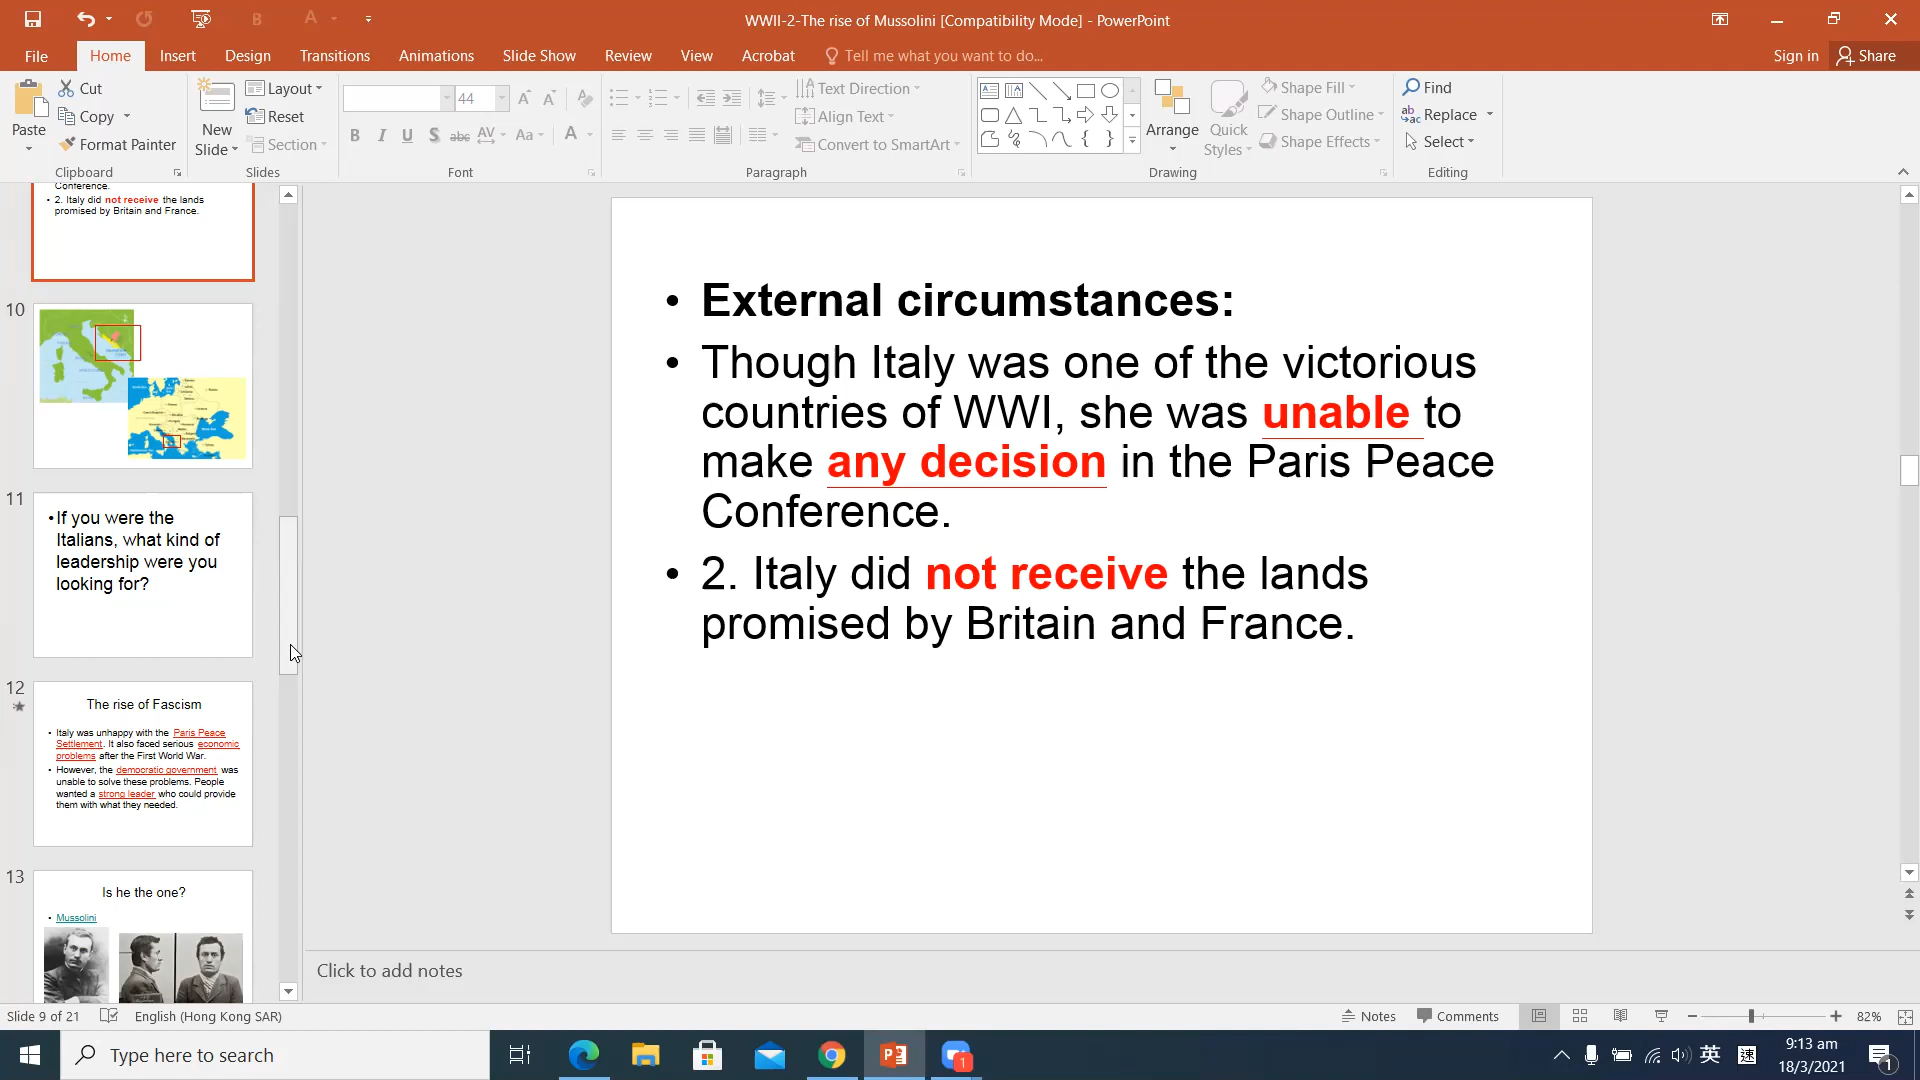 WWII-2-The rise of Mussolini [Compatibility Mode] - PowerPoint
File Home Insert Design Transitions Animations Slide Show Review View Acrobat Tell me what you want to do... Sign in Share
Paste
Cut
Copy
Format Painter
Clipboard
New Slide
Layout
Reset
Section
Slides
44
B I U S abc AV Aa A
Font
Text Direction
Align Text
Convert to SmartArt
Paragraph
Arrange
Quick Styles
Shape Fill
Shape Outline
Shape Effects
Drawing
Find
Replace
Select
Editing
Conference.
• 2. Italy did not receive the lands
promised by Britain and France.
10
11
•If you were the
Italians, what kind of
leadership were you
looking for?
12
The rise of Fascism
• Italy was unhappy with the Paris Peace
Settlement. It also faced serious economic
problems after the First World War.
• However, the democratic government was
unable to solve these problems. People
wanted a strong leader who could provide
them with what they needed.
13
Is he the one?
• Mussolini
• External circumstances:
• Though Italy was one of the victorious
countries of WWI, she was unable to
make any decision in the Paris Peace
Conference.
• 2. Italy did not receive the lands
promised by Britain and France.
Click to add notes
Slide 9 of 21 English (Hong Kong SAR) Notes Comments 82%
Type here to search
1
英
速
9:13 am
18/3/2021
1